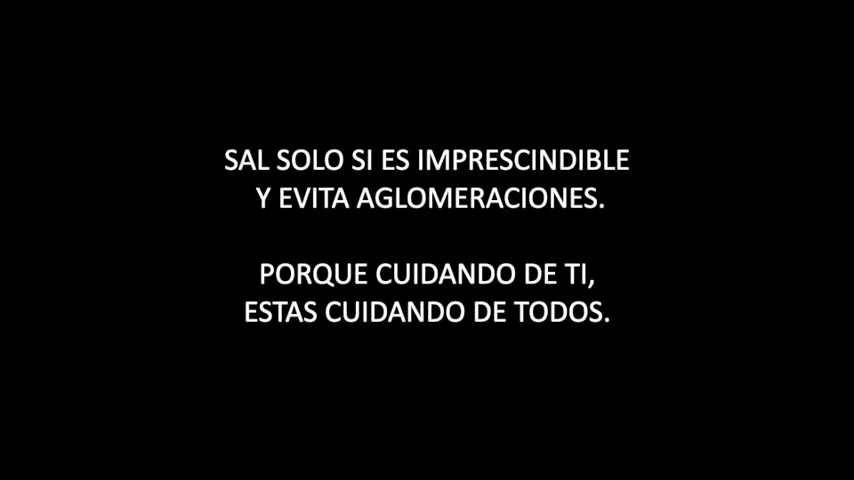 SAL SOLO SI ES IMPRESCINDIBLE
Y EVITA AGLOMERACIONES.
PORQUE CUIDANDO DE TI,
ESTAS CUIDANDO DE TODOS.